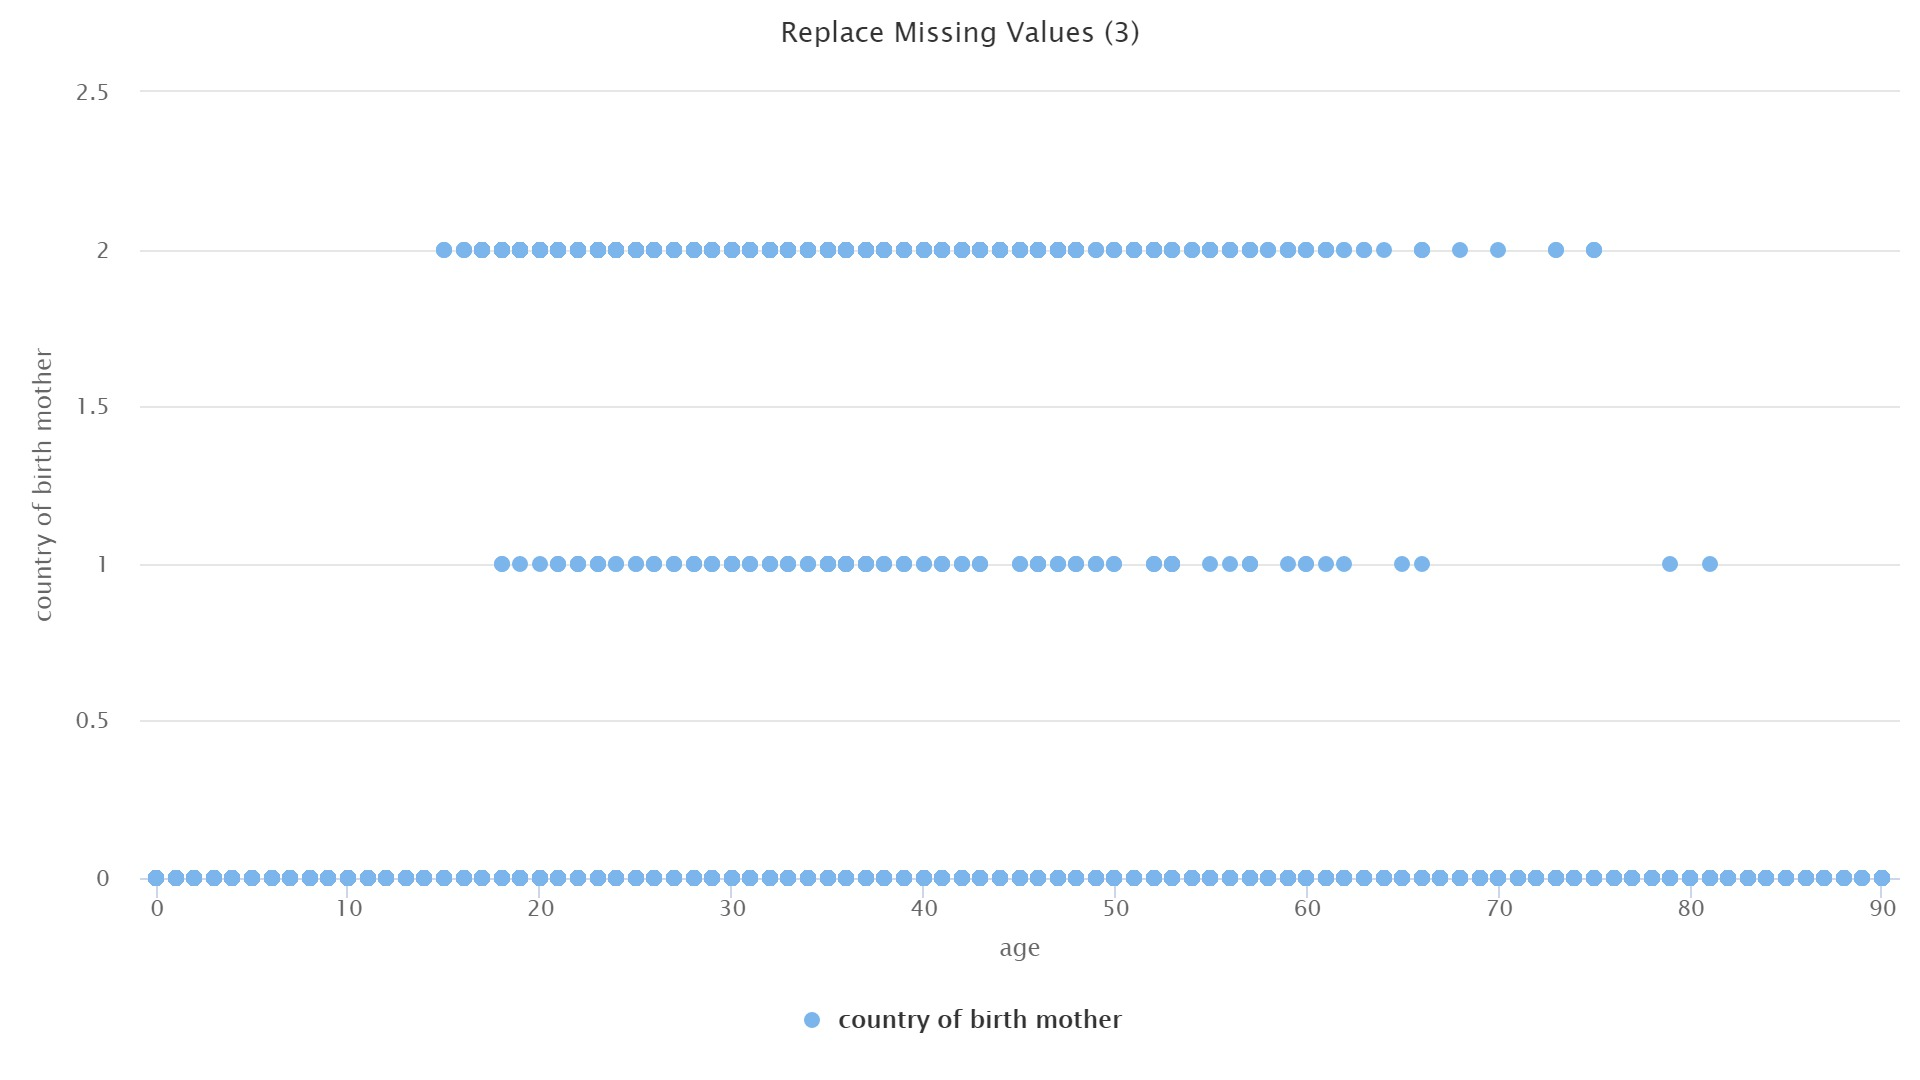 Replace Missing Values (3)
2.5
2
1.5
1
0.5
0
country of birth mother
0 10 20 30 40 50 60 70 80 90
age
country of birth mother